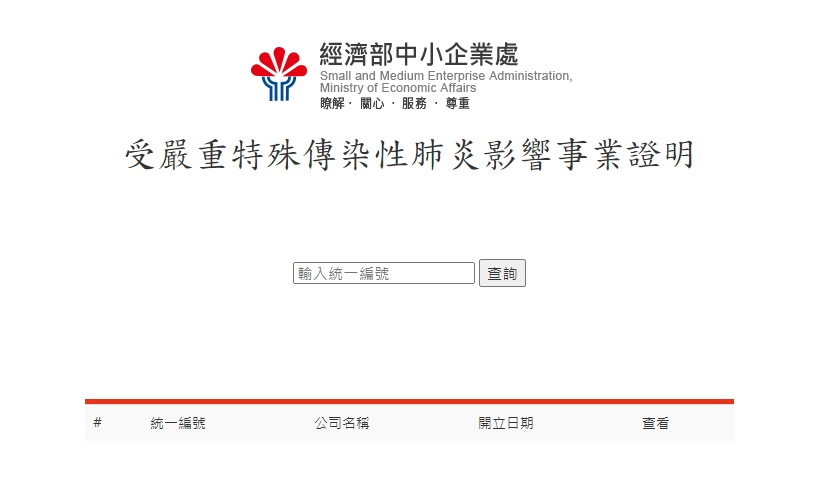 經濟部中小企業處
Small and Medium Enterprise Administration,
Ministry of Economic Affairs
瞭解 · 關心 · 服務 · 尊重
受嚴重特殊傳染性肺炎影響事業證明
輸入統一編號 查詢
# 統一編號 公司名稱 開立日期 查看